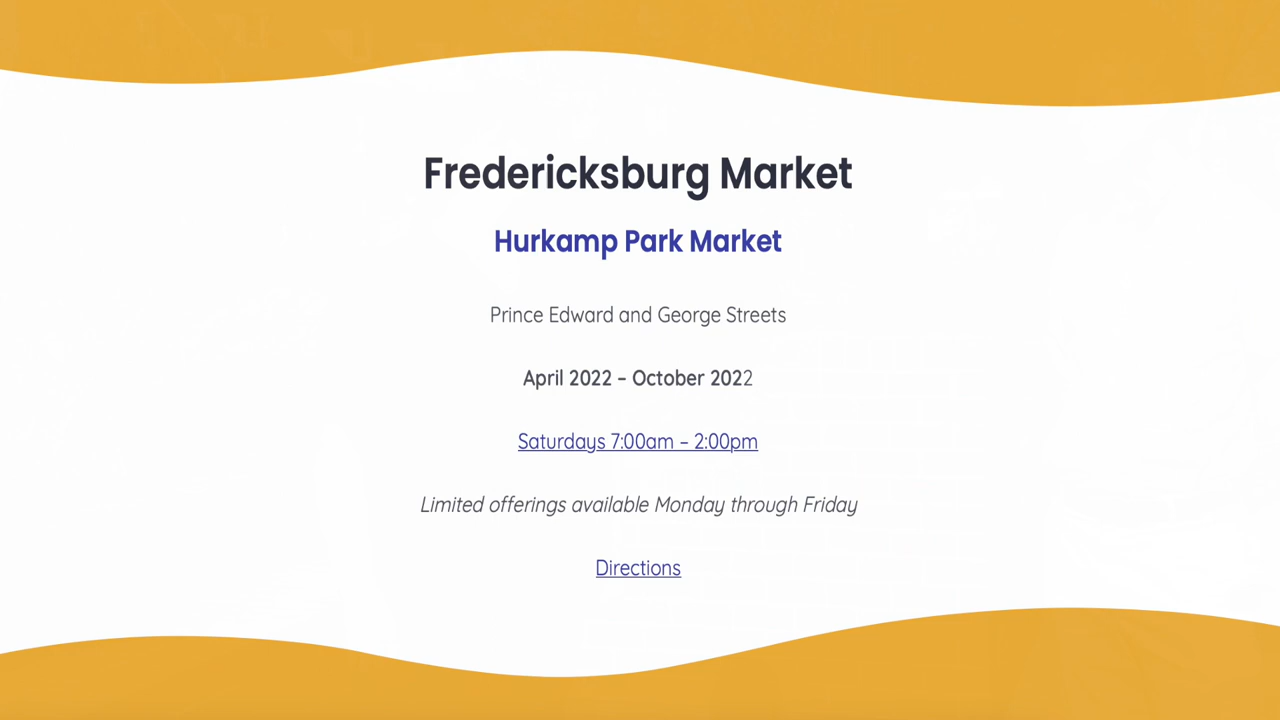 Fredericksburg Market
Hurkamp Park Market
Prince Edward and George Streets
April 2022 – October 2022
Saturdays 7:00am – 2:00pm
Limited offerings available Monday through Friday
Directions